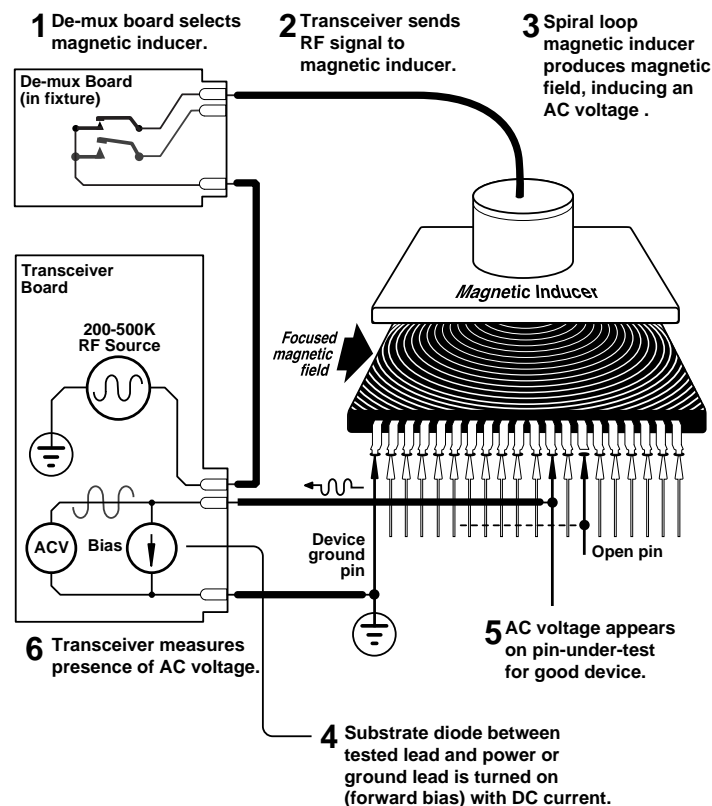 1 De-mux board selects
magnetic inducer.
2 Transceiver sends
RF signal to
magnetic inducer.
3 Spiral loop
magnetic inducer
produces magnetic
field, inducing an
AC voltage .
De-mux Board
(in fixture)
Magnetic Inducer
Transceiver
Board
200-500K
RF Source
Focused
magnetic
field
ACV
Bias
Device
ground
pin
Open pin
6 Transceiver measures
presence of AC voltage.
5 AC voltage appears
on pin-under-test
for good device.
4 Substrate diode between
tested lead and power or
ground lead is turned on
(forward bias) with DC current.